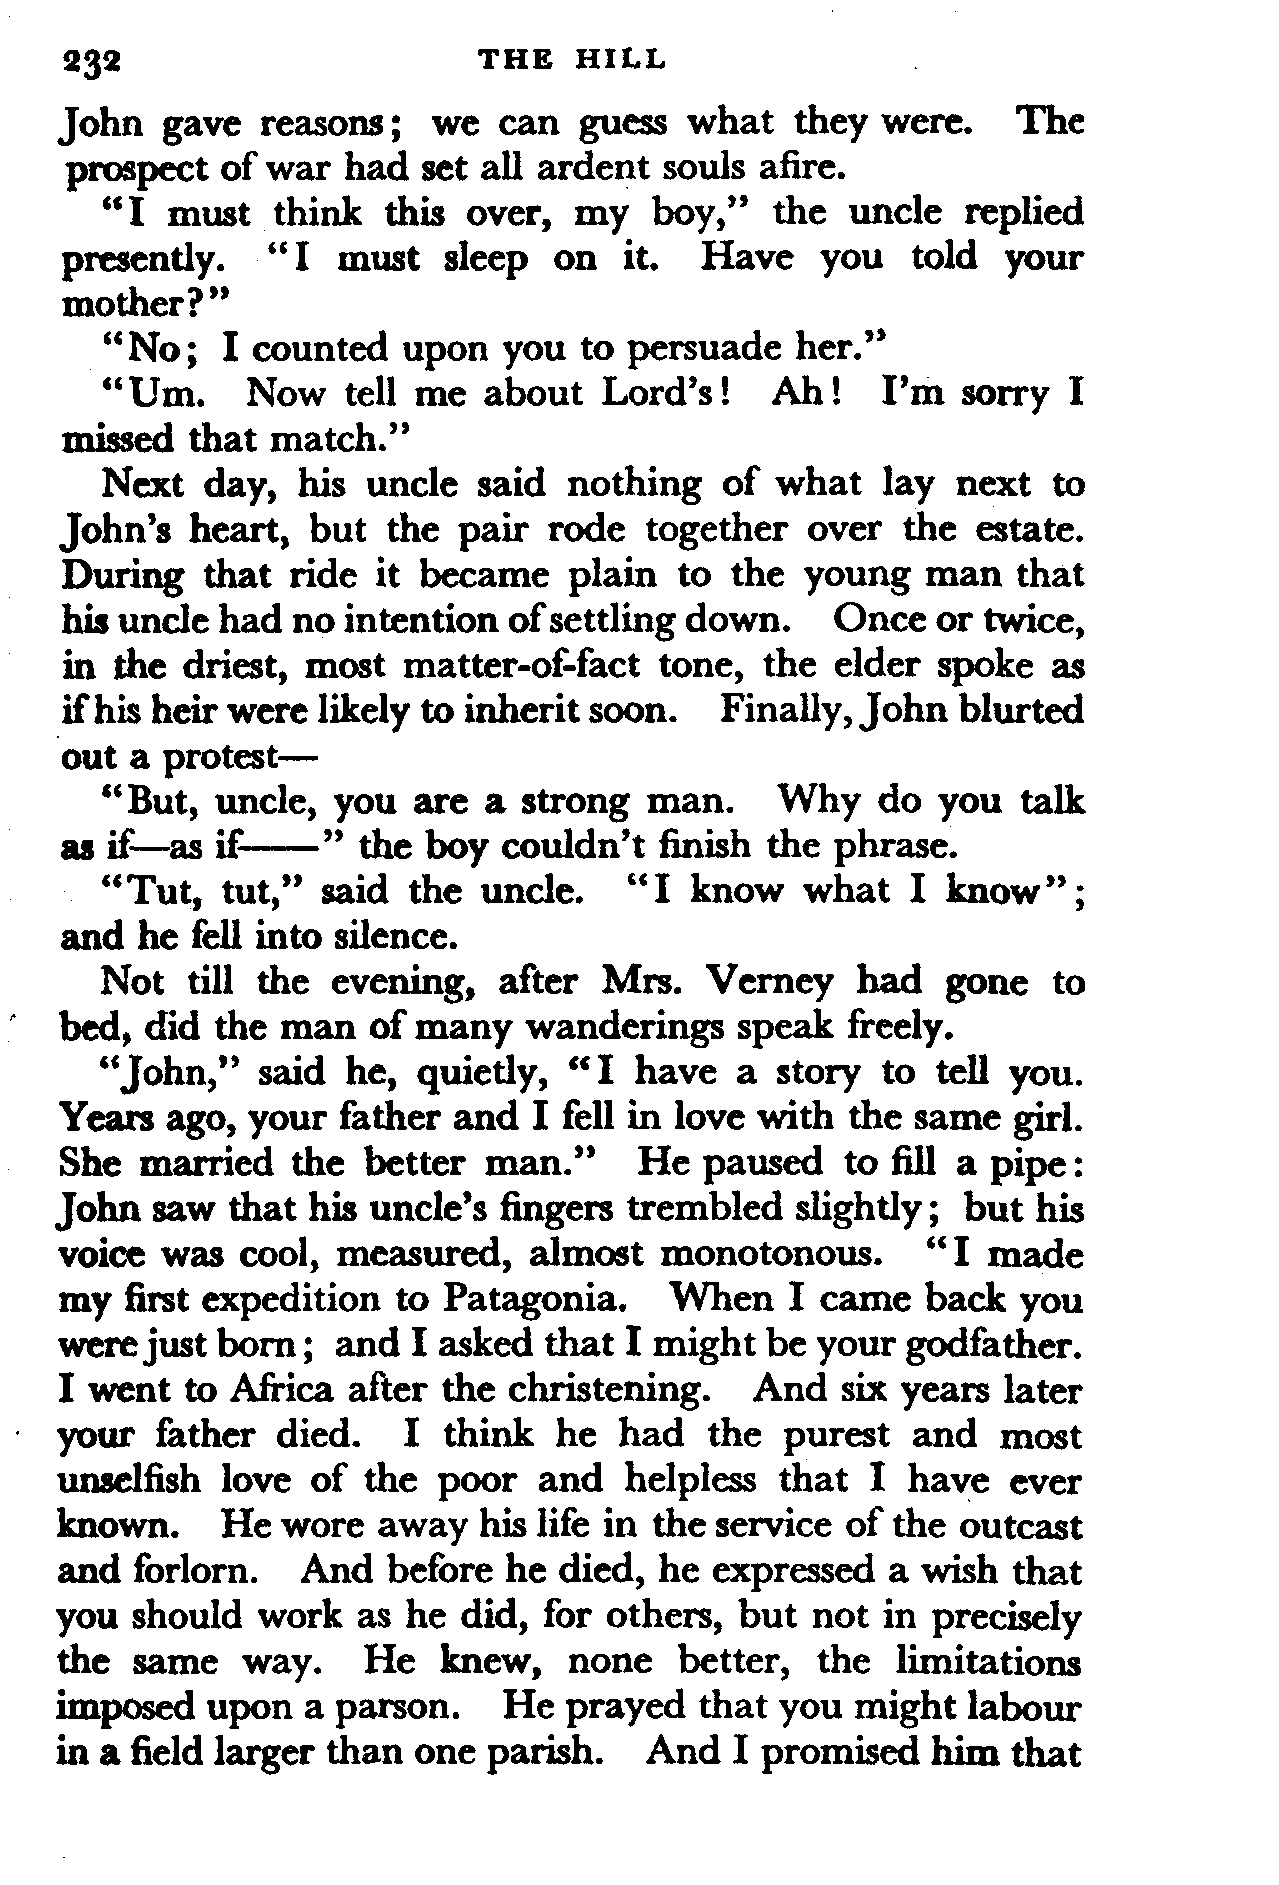 232 THE HILL
John gave reasons; we can guess what they were. The
prospect of war had set all ardent souls afire.
"I must think this over, my boy," the uncle replied
presently. "I must sleep on it. Have you told your
mother?"
"No; I counted upon you to persuade her."
"Um. Now tell me about Lord's! Ah! I'm sorry I
missed that match."
Next day, his uncle said nothing of what lay next to
John's heart, but the pair rode together over the estate.
During that ride it became plain to the young man that
his uncle had no intention of settling down. Once or twice,
in the driest, most matter-of-fact tone, the elder spoke as
if his heir were likely to inherit soon. Finally, John blurted
out a protest—
"But, uncle, you are a strong man. Why do you talk
as if—as if——" the boy couldn't finish the phrase.
"Tut, tut," said the uncle. "I know what I know";
and he fell into silence.
Not till the evening, after Mrs. Verney had gone to
bed, did the man of many wanderings speak freely.
"John," said he, quietly, "I have a story to tell you.
Years ago, your father and I fell in love with the same girl.
She married the better man." He paused to fill a pipe:
John saw that his uncle's fingers trembled slightly; but his
voice was cool, measured, almost monotonous. "I made
my first expedition to Patagonia. When I came back you
were just born; and I asked that I might be your godfather.
I went to Africa after the christening. And six years later
your father died. I think he had the purest and most
unselfish love of the poor and helpless that I have ever
known. He wore away his life in the service of the outcast
and forlorn. And before he died, he expressed a wish that
you should work as he did, for others, but not in precisely
the same way. He knew, none better, the limitations
imposed upon a parson. He prayed that you might labour
in a field larger than one parish. And I promised him that